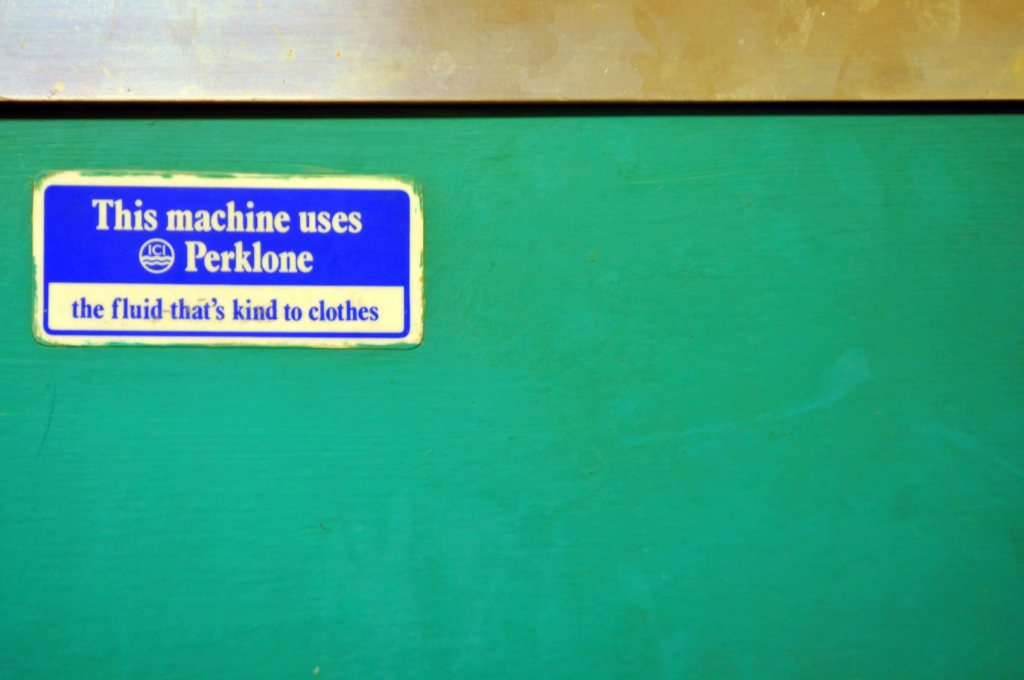 This machine uses
ICI Perklone
the fluid that's kind to clothes